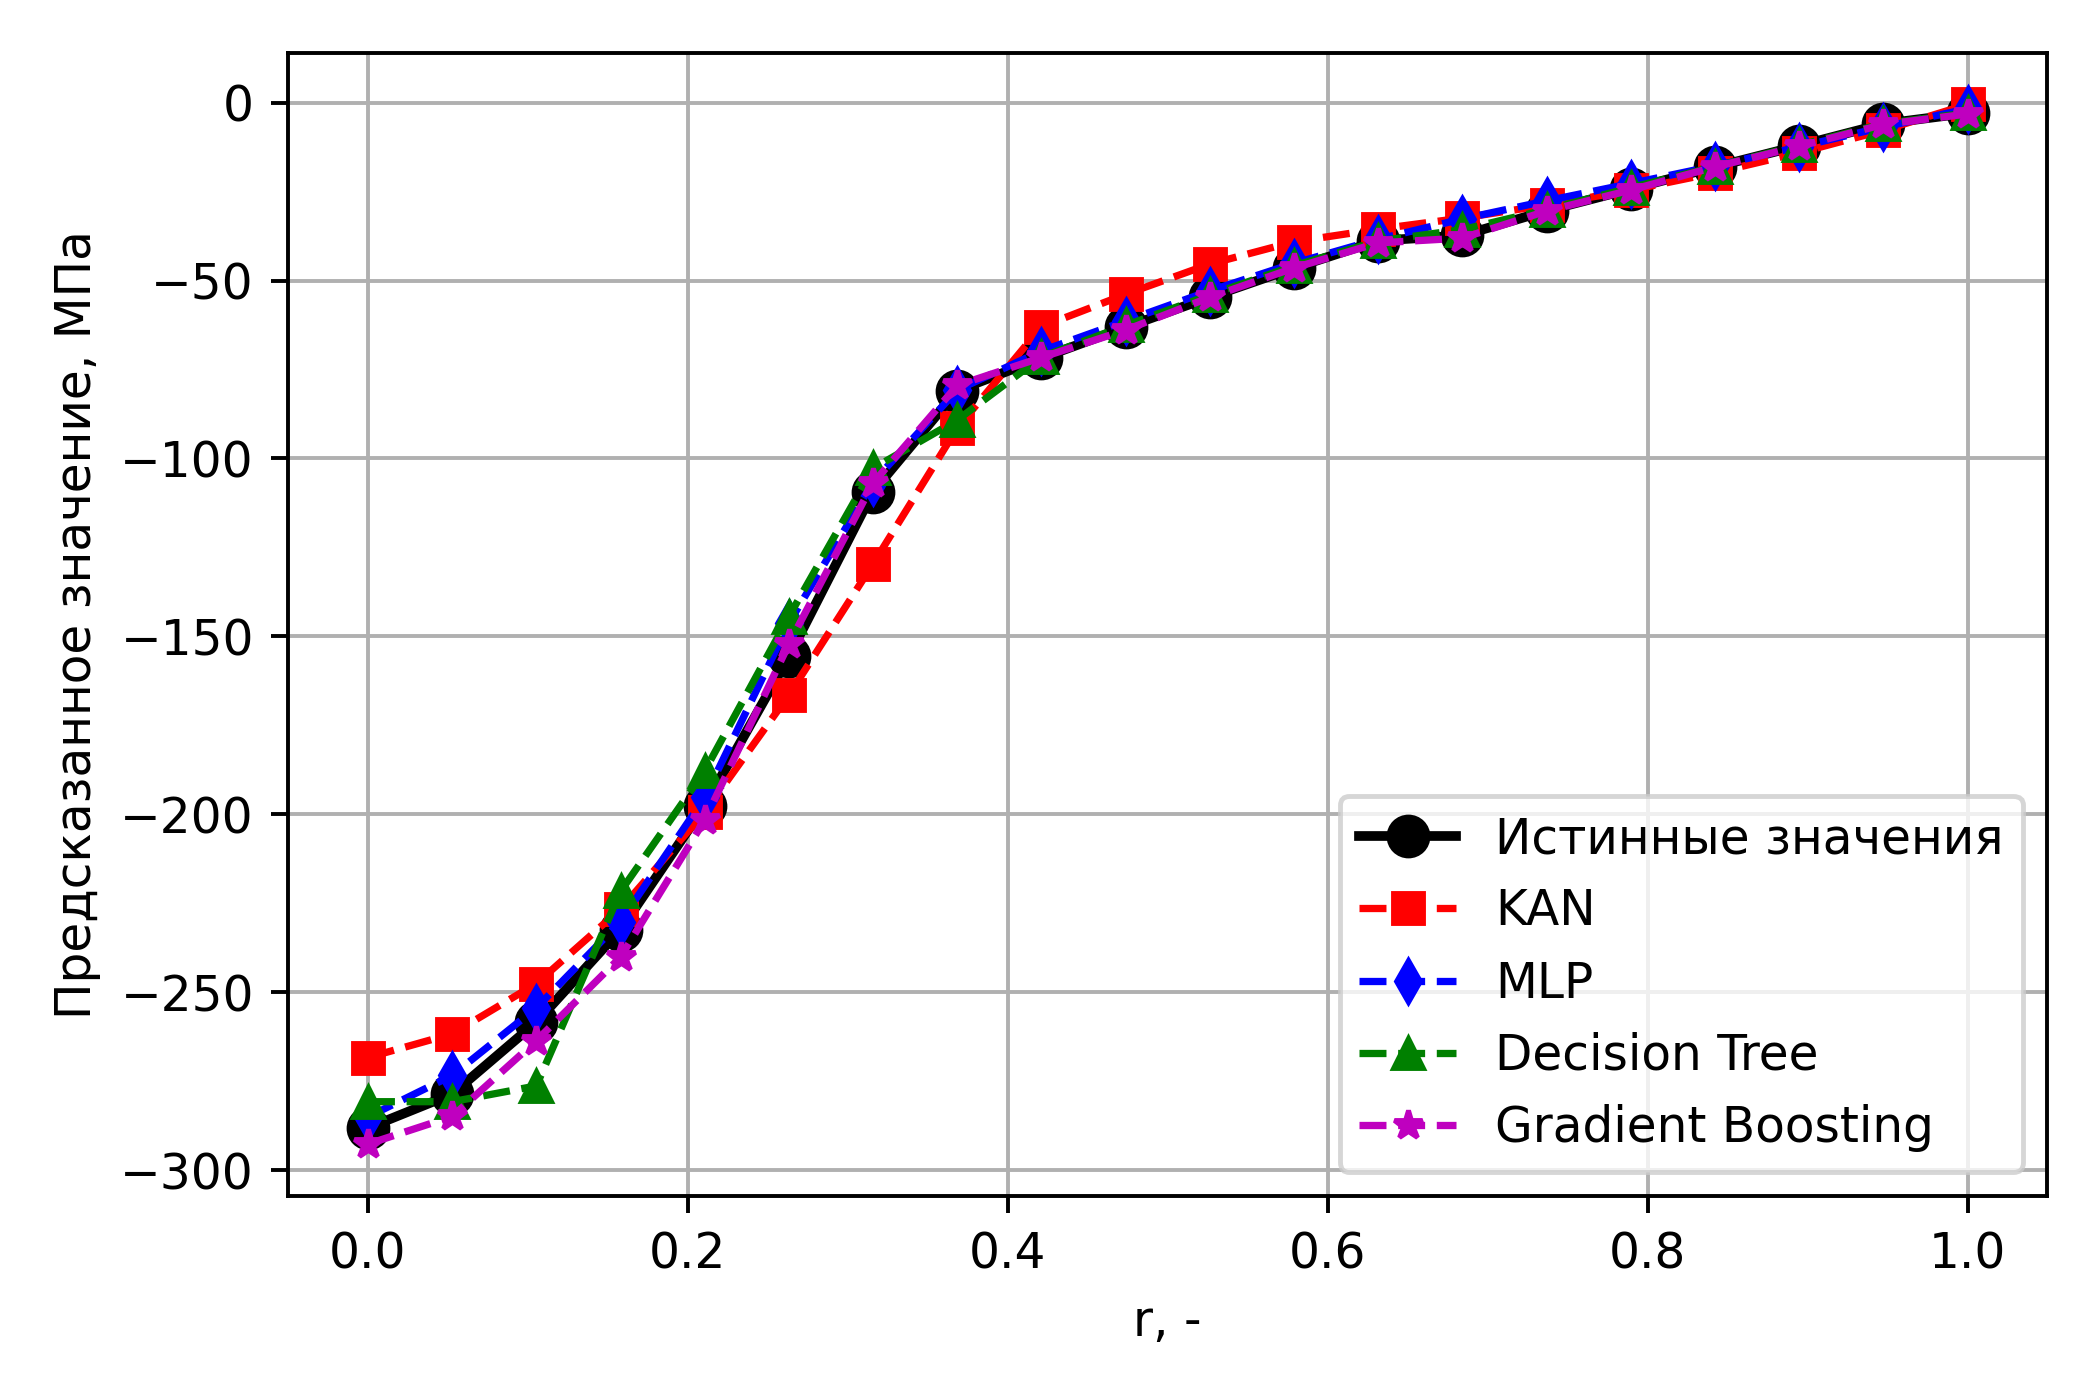 Предсказанное значение, МПа
0
−50
−100
−150
−200
−250
−300
0.0
0.2
0.4
0.6
0.8
1.0
r, -
Истинные значения
KAN
MLP
Decision Tree
Gradient Boosting